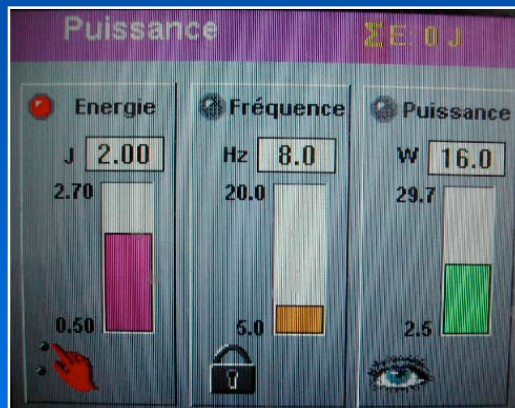 Puissance ΣE: 0 J
Energie
J 2.00
2.70
0.50
Fréquence
Hz 8.0
20.0
5.0
Puissance
W 16.0
29.7
2.5